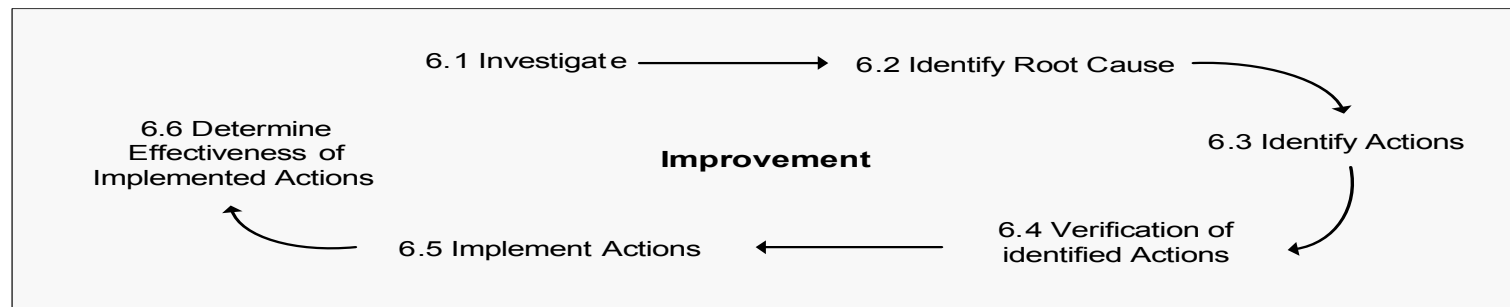 6.1 Investigate
6.2 Identify Root Cause
6.3 Identify Actions
6.4 Verification of
identified Actions
6.5 Implement Actions
6.6 Determine
Effectiveness of
Implemented Actions
Improvement